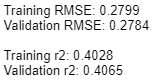 Training RMSE: 0.2799
Validation RMSE: 0.2784
Training r2: 0.4028
Validation r2: 0.4065